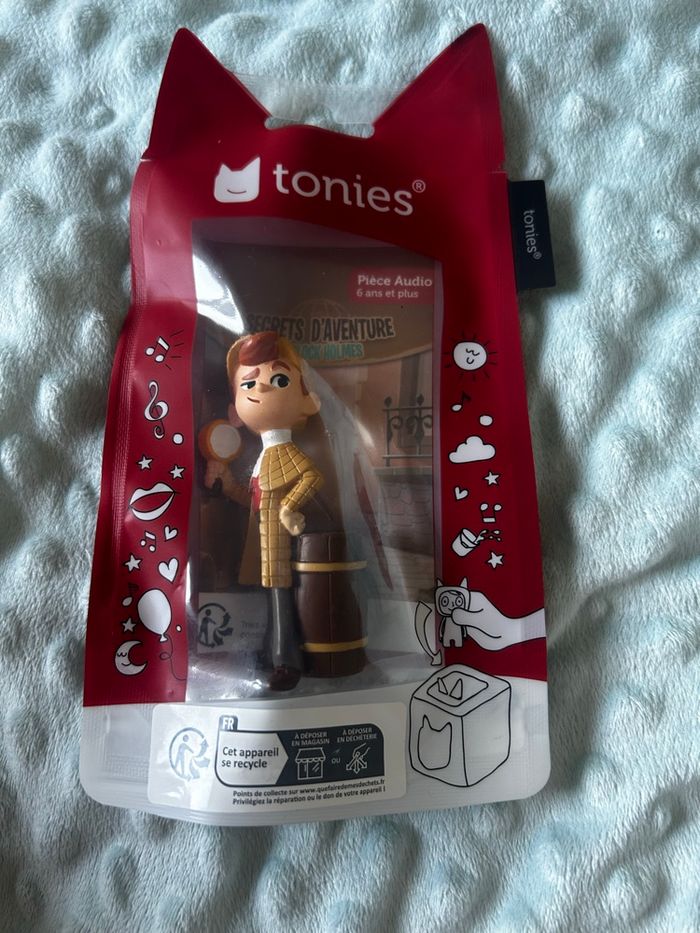 tonies®
tonies®
Pièce Audio
6 ans et plus
SECRETS D'AVENTURE
LOCK HOLMES
FR
Cet appareil
se recycle
À DÉPOSER
EN MAGASIN
OU
À DÉPOSER
EN DÉCHÈTERIE
Points de collecte sur www.quefairedemesdechets.fr
Privilégiez la réparation ou le don de votre appareil !